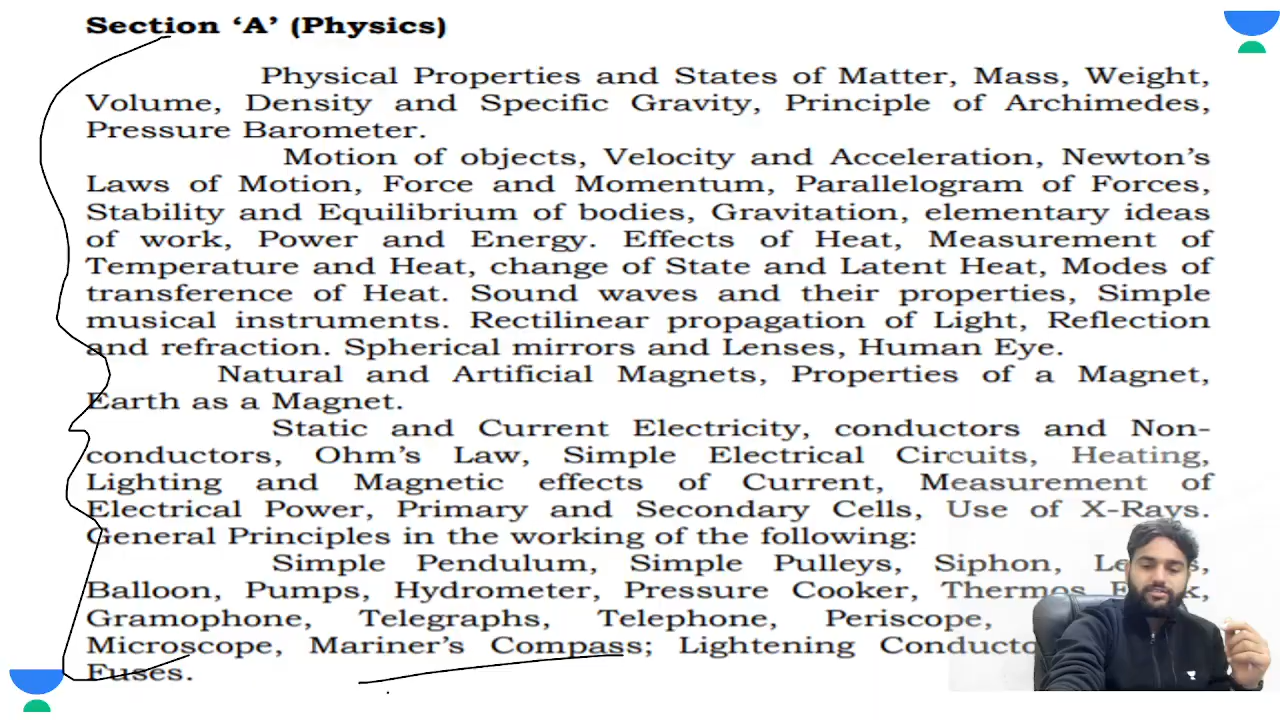 Section ‘A’ (Physics)
Physical Properties and States of Matter, Mass, Weight,
Volume, Density and Specific Gravity, Principle of Archimedes,
Pressure Barometer.
Motion of objects, Velocity and Acceleration, Newton’s
Laws of Motion, Force and Momentum, Parallelogram of Forces,
Stability and Equilibrium of bodies, Gravitation, elementary ideas
of work, Power and Energy. Effects of Heat, Measurement of
Temperature and Heat, change of State and Latent Heat, Modes of
transference of Heat. Sound waves and their properties, Simple
musical instruments. Rectilinear propagation of Light, Reflection
and refraction. Spherical mirrors and Lenses, Human Eye.
Natural and Artificial Magnets, Properties of a Magnet,
Earth as a Magnet.
Static and Current Electricity, conductors and Non-
conductors, Ohm’s Law, Simple Electrical Circuits, Heating,
Lighting and Magnetic effects of Current, Measurement of
Electrical Power, Primary and Secondary Cells, Use of X-Rays.
General Principles in the working of the following:
Simple Pendulum, Simple Pulleys, Siphon,
Balloon, Pumps, Hydrometer, Pressure Cooker, Thermos
Gramophone, Telegraphs, Telephone, Periscope,
Microscope, Mariner’s Compass; Lightening
Fuses.